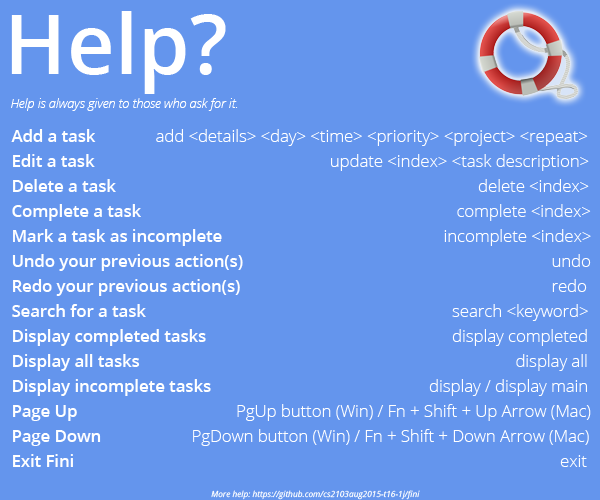 Help?
Help is always given to those who ask for it.
Add a task add <details> <day> <time> <priority> <project> <repeat>
Edit a task update <index> <task description>
Delete a task delete <index>
Complete a task complete <index>
Mark a task as incomplete incomplete <index>
Undo your previous action(s) undo
Redo your previous action(s) redo
Search for a task search <keyword>
Display completed tasks display completed
Display all tasks display all
Display incomplete tasks display / display main
Page Up PgUp button (Win) / Fn + Shift + Up Arrow (Mac)
Page Down PgDown button (Win) / Fn + Shift + Down Arrow (Mac)
Exit Fini exit
More help: https://github.com/cs2103aug2015-t16-1j/fini